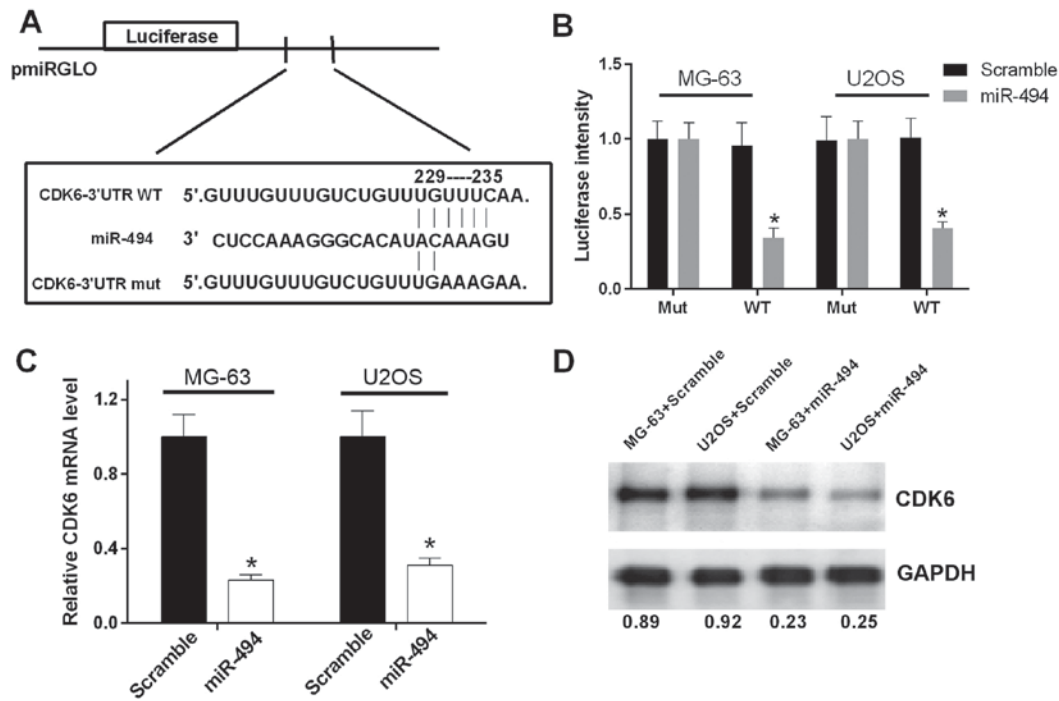 A
Luciferase
pmiRGLO
229----235
CDK6-3'UTR WT 5'.GUUUGUUUGUCUGUUUGUUUCAA.
miR-494 3' CUCCAAAGGGCACAUACAAAGU
CDK6-3'UTR mut 5'.GUUUGUUUGUCUGUUUGAAAGAA.
B
Scramble
miR-494
MG-63 U2OS
Luciferase intensity
1.5
1.0
0.5
0.0
Mut WT Mut WT
* *
C
MG-63 U2OS
Relative CDK6 mRNA level
1.2
0.8
0.4
0.0
* *
Scramble miR-494 Scramble miR-494
D
MG-63+Scramble U2OS+Scramble MG-63+miR-494 U2OS+miR-494
CDK6
GAPDH
0.89 0.92 0.23 0.25